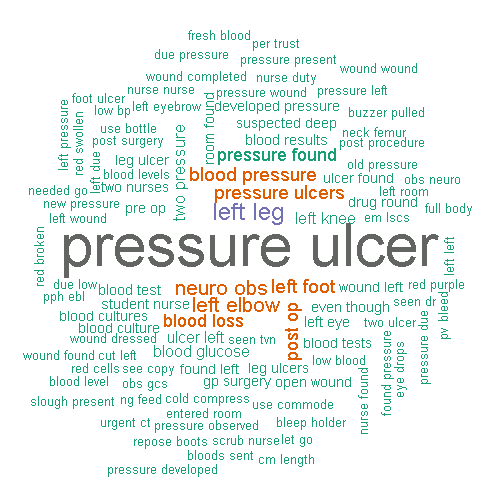 fresh blood
per trust
due pressure
pressure present
wound wound
wound completed
nurse duty
nurse nurse
pressure wound
pressure left
foot ulcer
left eyebrow
developed pressure
low bp
buzzer pulled
left pressure
red swollen
use bottle
suspected deep
neck femur
post surgery
two pressure
room found
blood results
post procedure
leg ulcer
pressure found
old pressure
left due
blood levels
blood pressure
ulcer found
obs neuro
needed go
two nurses
pressure ulcers
left room
new pressure
pre op
left leg
drug round
full body
left wound
left knee
em lscs
pressure ulcer
red broken
left left
due low
blood test
neuro obs
left foot
wound left
red purple
pph ebl
student nurse
left elbow
even though
seen dr
pv bleed
blood cultures
blood loss
post op
left eye
two ulcer
pressure due
blood culture
wound dressed
ulcer left
seen tvn
blood tests
found pressure
eye drops
wound found
cut left
blood glucose
low blood
red cells
see copy
found left
leg ulcers
nurse found
blood level
obs gcs
gp surgery
open wound
slough present
ng feed
cold compress
use commode
entered room
urgent ct
pressure observed
bleep holder
repose boots
scrub nurse
let go
bloods sent
cm length
pressure developed